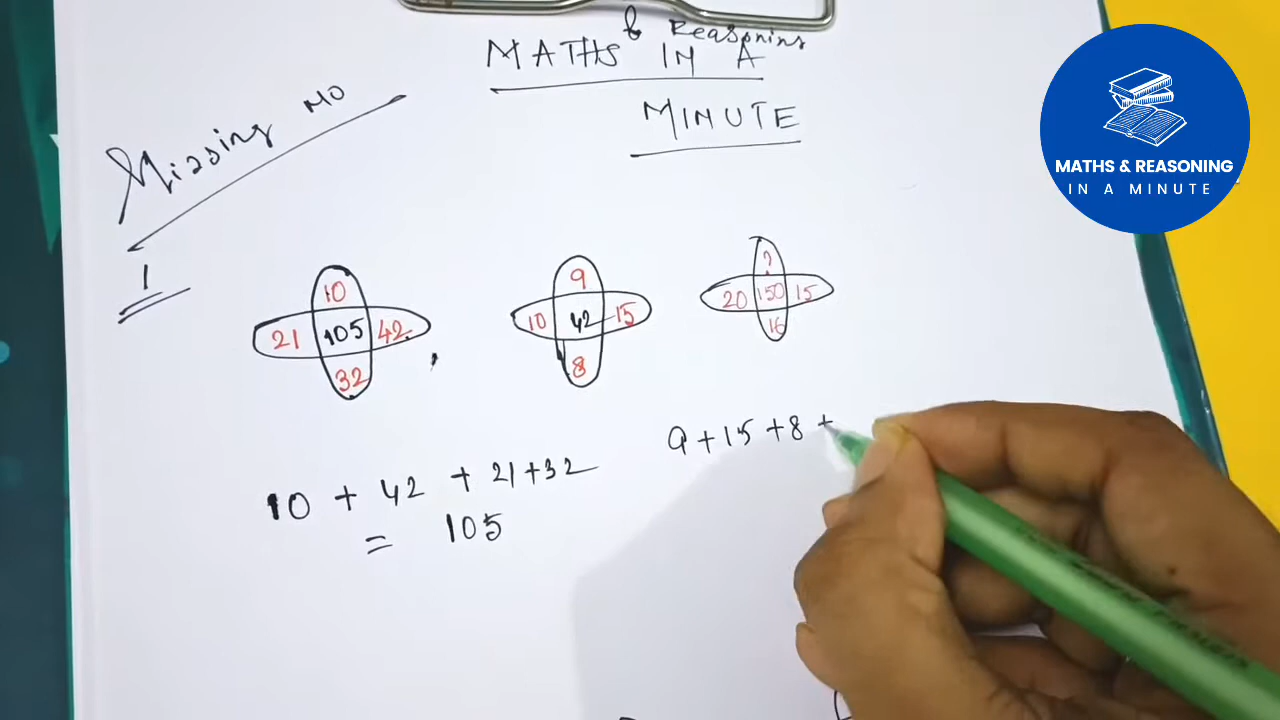 & Reasoning
MATHS IN A
MINUTE
Missing No
1
10
21 105 42
32
9
10 42 15
8
?
20 150 15
16
9 + 15 + 8 +
10 + 42 + 21 + 32
= 105
MATHS & REASONING
IN A MINUTE